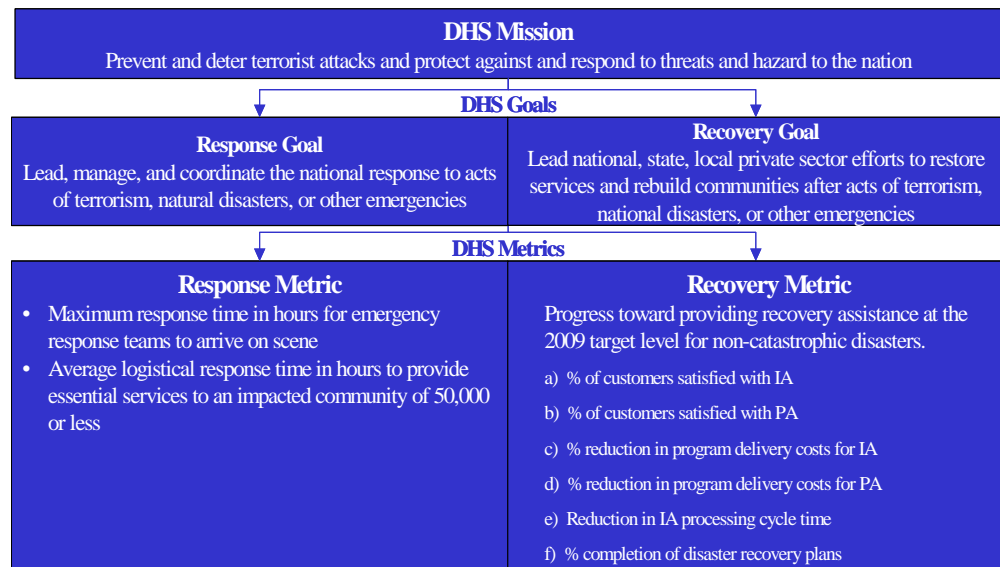 DHS Mission
Prevent and deter terrorist attacks and protect against and respond to threats and hazard to the nation
DHS Goals
Response Goal
Lead, manage, and coordinate the national response to acts
of terrorism, natural disasters, or other emergencies
Recovery Goal
Lead national, state, local private sector efforts to restore
services and rebuild communities after acts of terrorism,
national disasters, or other emergencies
DHS Metrics
Response Metric
• Maximum response time in hours for emergency
response teams to arrive on scene
• Average logistical response time in hours to provide
essential services to an impacted community of 50,000
or less
Recovery Metric
Progress toward providing recovery assistance at the
2009 target level for non-catastrophic disasters.
a) % of customers satisfied with IA
b) % of customers satisfied with PA
c) % reduction in program delivery costs for IA
d) % reduction in program delivery costs for PA
e) Reduction in IA processing cycle time
f) % completion of disaster recovery plans